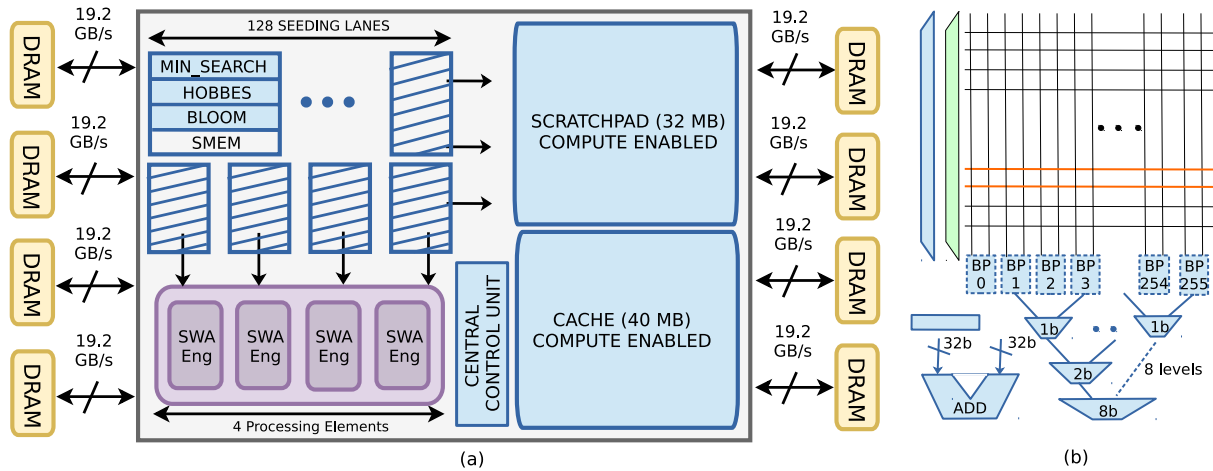 19.2
GB/s
DRAM
19.2
GB/s
DRAM
19.2
GB/s
DRAM
19.2
GB/s
DRAM
128 SEEDING LANES
MIN_SEARCH
HOBBES
BLOOM
SMEM
SWA
Eng
SWA
Eng
SWA
Eng
SWA
Eng
4 Processing Elements
CENTRAL
CONTROL UNIT
SCRATCHPAD (32 MB)
COMPUTE ENABLED
CACHE (40 MB)
COMPUTE ENABLED
19.2
GB/s
DRAM
19.2
GB/s
DRAM
19.2
GB/s
DRAM
19.2
GB/s
DRAM
(a)
BP
0
BP
1
BP
2
BP
3
BP
254
BP
255
1b
1b
32b
32b
2b
8 levels
ADD
8b
(b)